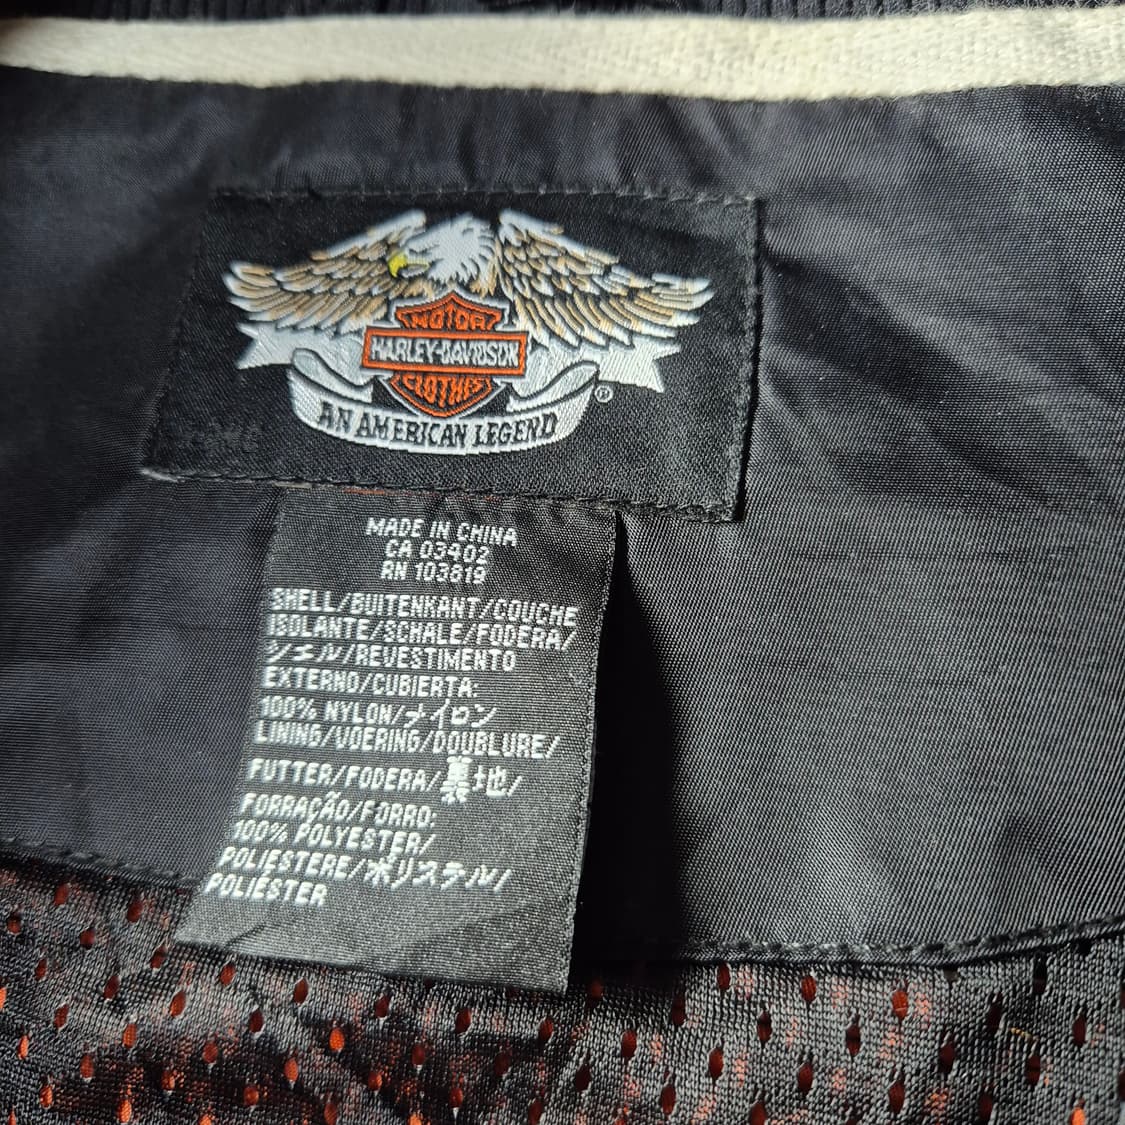 MOTOR
HARLEY-DAVIDSON
CLOTHES
AN AMERICAN LEGEND
®
MADE IN CHINA
CA 03402
RN 103819
SHELL/BUITENKANT/COUCHE
ISOLANTE/SCHALE/FODERA/
シェル/REVESTIMENTO
EXTERNO/CUBIERTA:
100% NYLON/ナイロン
LINING/VOERING/DOUBLURE/
FUTTER/FODERA/裏地/
FORRAÇÃO/FORRO:
100% POLYESTER/
POLIESTERE/ポリステル/
POLIÉSTER